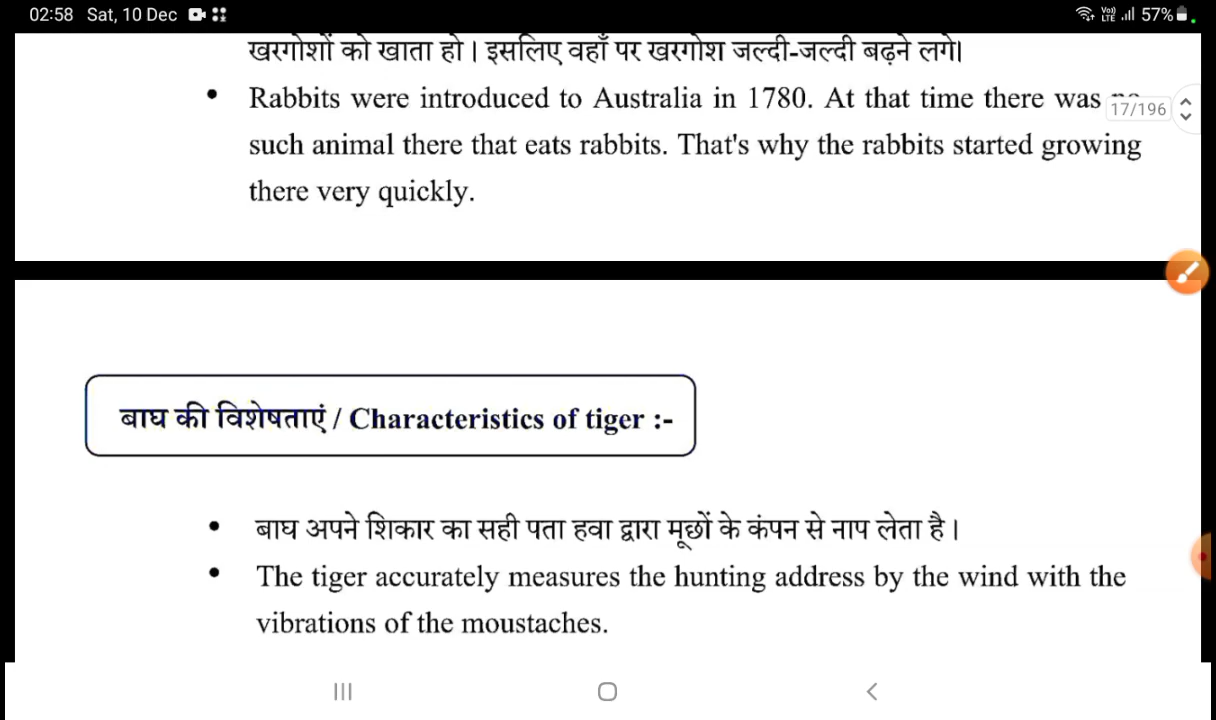 02:58 Sat, 10 Dec 57%
खरगोशों को खाता हो। इसलिए वहाँ पर खरगोश जल्दी-जल्दी बढ़ने लगे।
• Rabbits were introduced to Australia in 1780. At that time there was
17/196
such animal there that eats rabbits. That's why the rabbits started growing
there very quickly.
बाघ की विशेषताएं / Characteristics of tiger :-
• बाघ अपने शिकार का सही पता हवा द्वारा मूछों के कंपन से नाप लेता है।
• The tiger accurately measures the hunting address by the wind with the
vibrations of the moustaches.